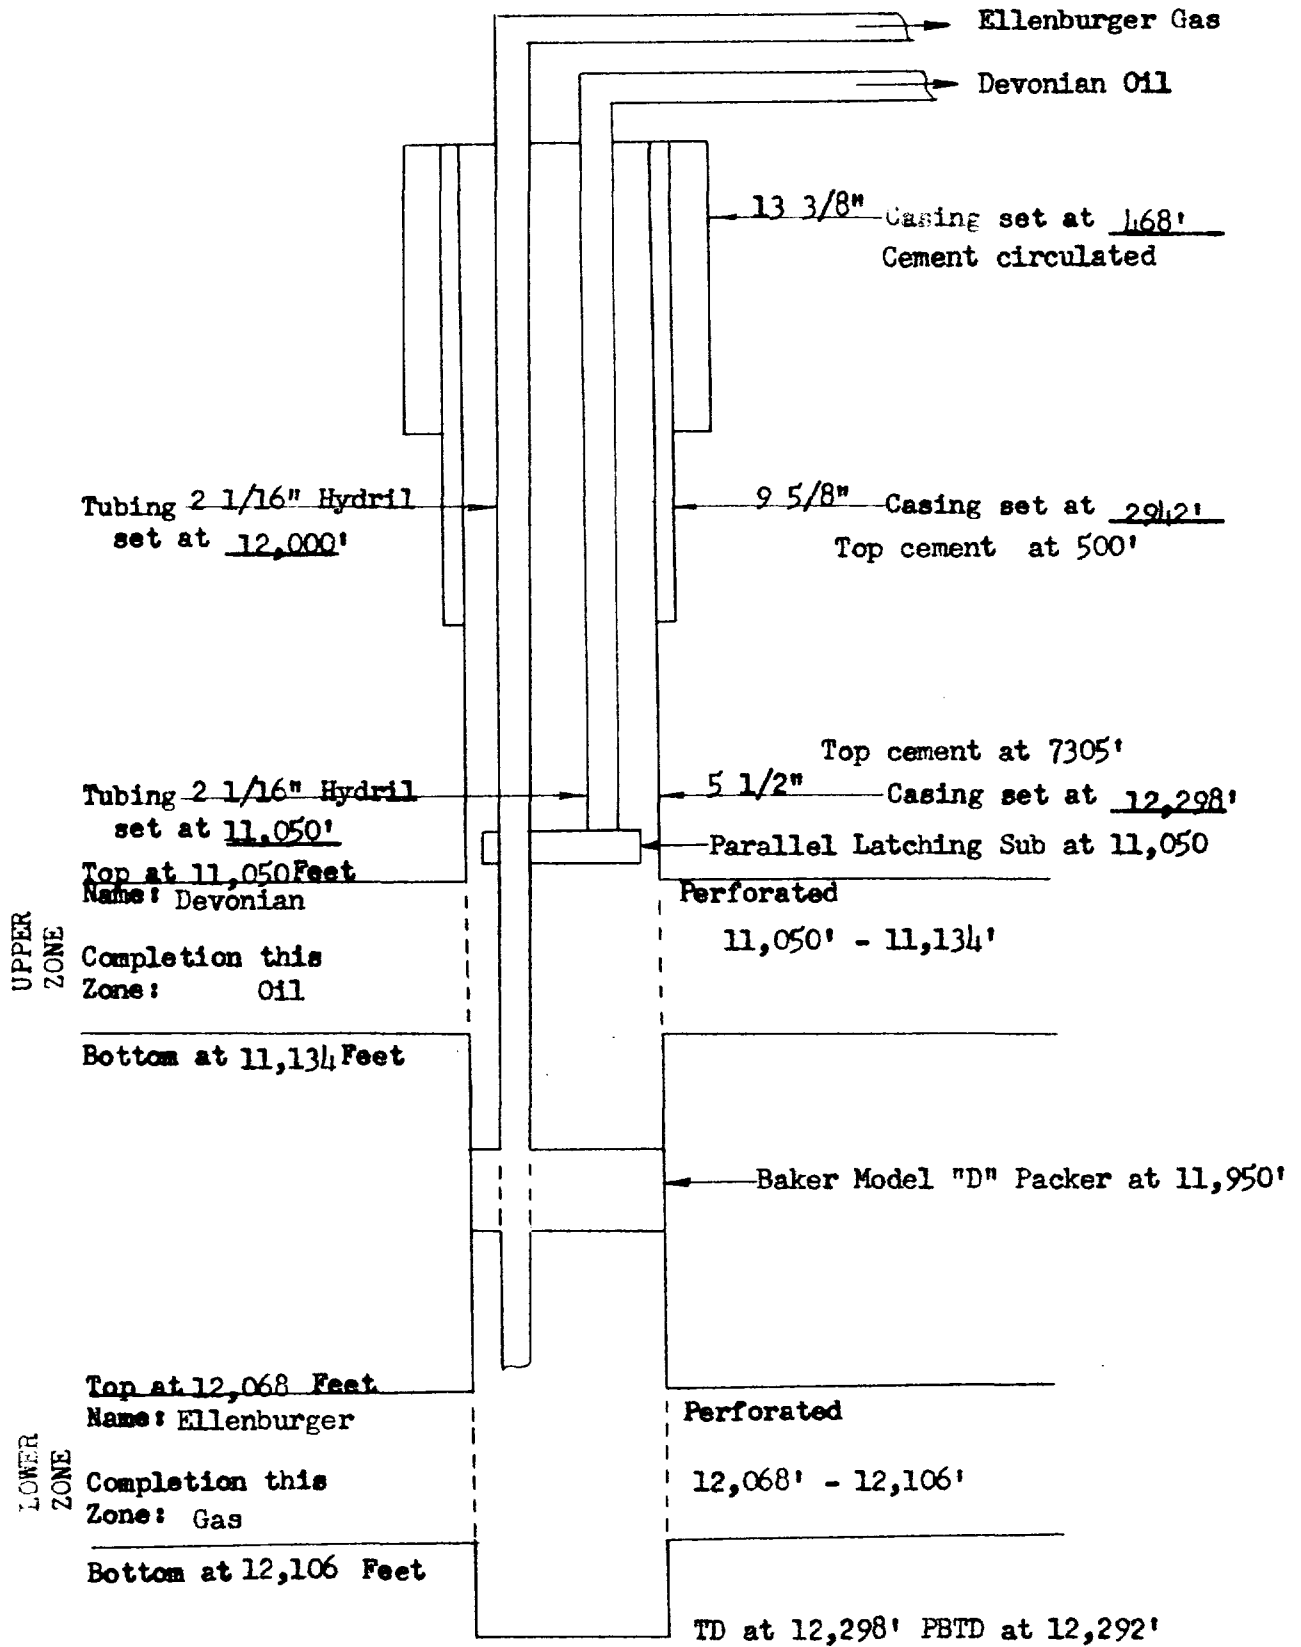 Ellenburger Gas
Devonian Oil
13 3/8" Casing set at 468'
Cement circulated
Tubing 2 1/16" Hydril
set at 12,000'
9 5/8" Casing set at 2942'
Top cement at 500'
Top cement at 7305'
Tubing 2 1/16" Hydril
set at 11,050'
5 1/2" Casing set at 12,298'
Parallel Latching Sub at 11,050
Top at 11,050 Feet
Name: Devonian
Perforated
11,050' - 11,134'
UPPER
ZONE
Completion this
Zone: Oil
Bottom at 11,134 Feet
Baker Model "D" Packer at 11,950'
Top at 12,068 Feet
Name: Ellenburger
Perforated
12,068' - 12,106'
LOWER
ZONE
Completion this
Zone: Gas
Bottom at 12,106 Feet
TD at 12,298' PBTD at 12,292'